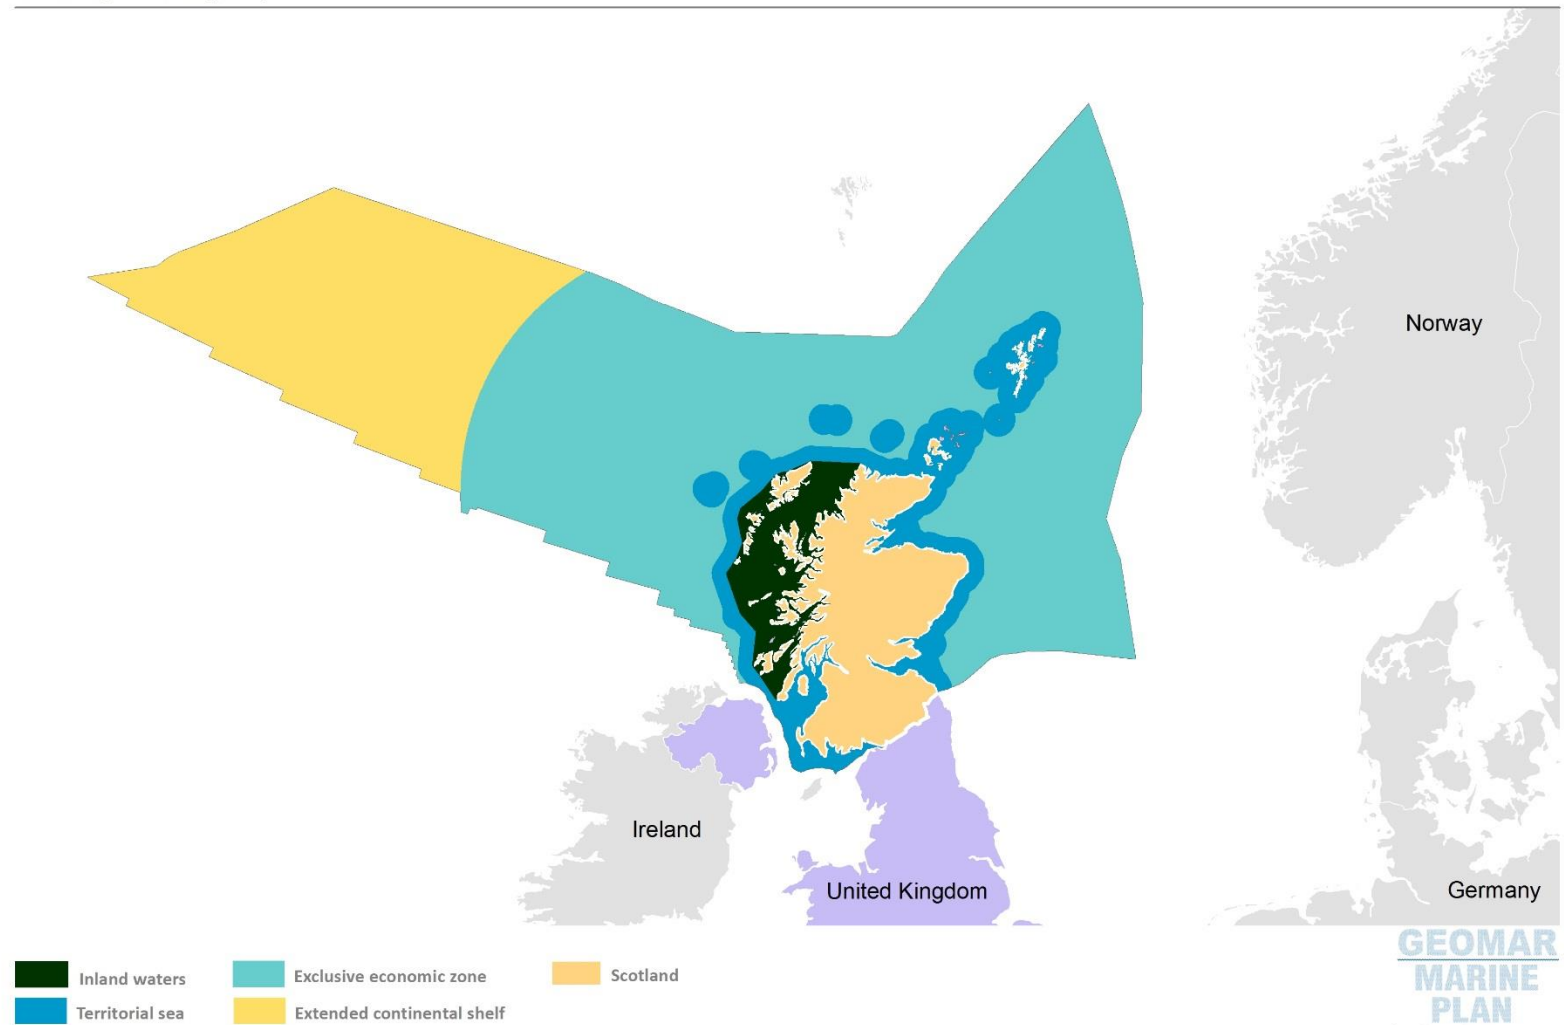 Norway
Ireland
United Kingdom
Germany
Inland waters
Exclusive economic zone
Scotland
Territorial sea
Extended continental shelf
GEOMAR
MARINE
PLAN